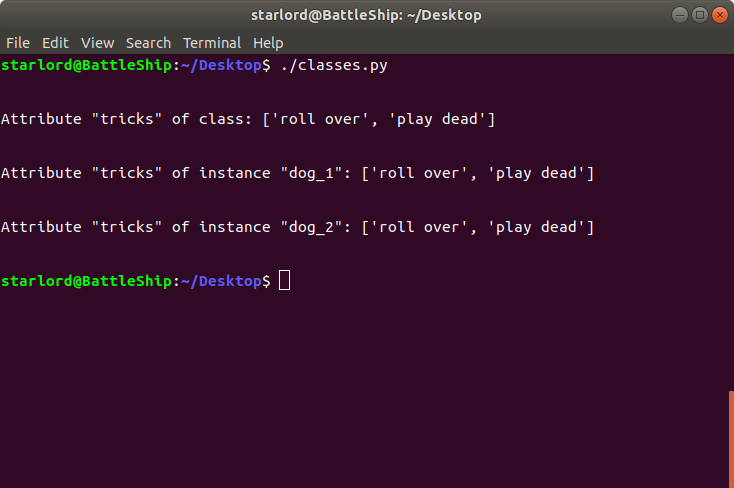 starlord@BattleShip: ~/Desktop
File Edit View Search Terminal Help
starlord@BattleShip:~/Desktop$ ./classes.py
Attribute "tricks" of class: ['roll over', 'play dead']
Attribute "tricks" of instance "dog_1": ['roll over', 'play dead']
Attribute "tricks" of instance "dog_2": ['roll over', 'play dead']
starlord@BattleShip:~/Desktop$